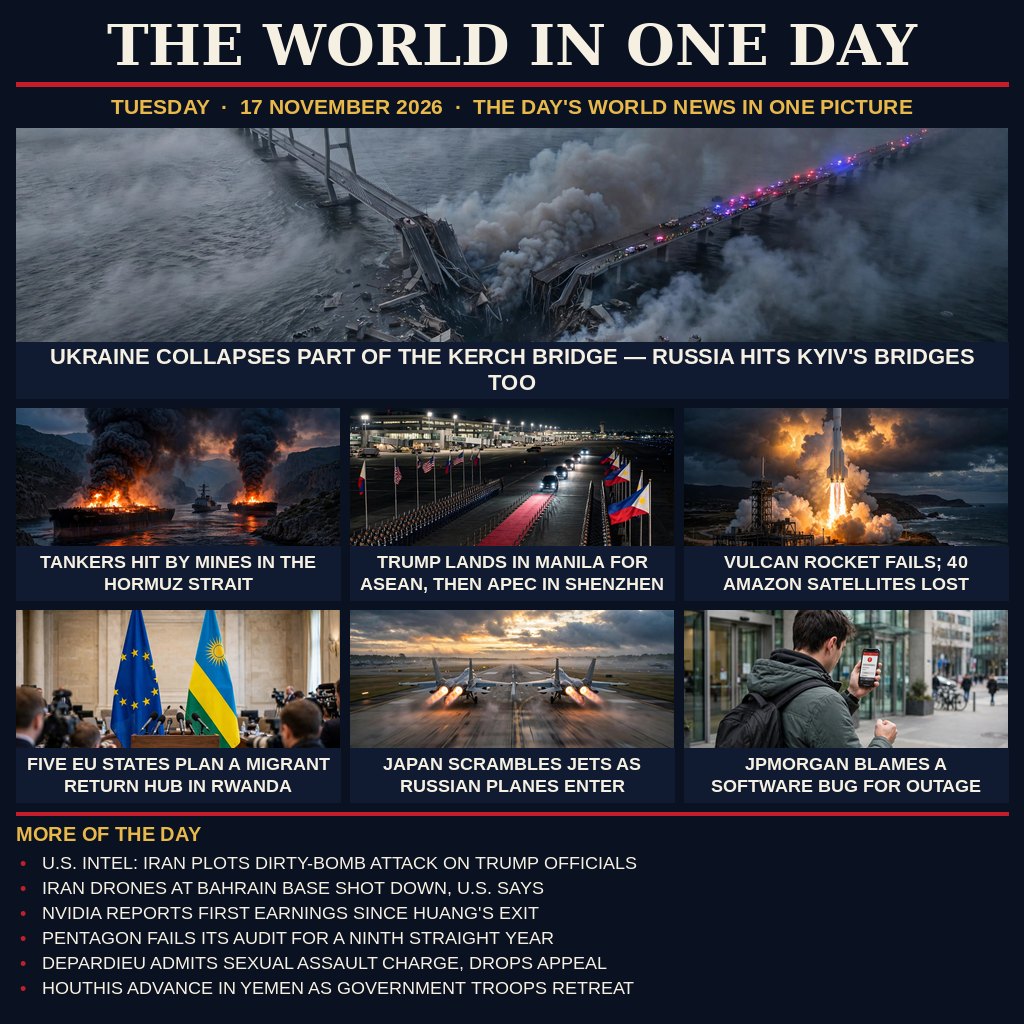 THE WORLD IN ONE DAY
TUESDAY · 17 NOVEMBER 2026 · THE DAY'S WORLD NEWS IN ONE PICTURE
UKRAINE COLLAPSES PART OF THE KERCH BRIDGE — RUSSIA HITS KYIV'S BRIDGES
TOO
TANKERS HIT BY MINES IN THE
HORMUZ STRAIT
TRUMP LANDS IN MANILA FOR
ASEAN, THEN APEC IN SHENZHEN
VULCAN ROCKET FAILS; 40
AMAZON SATELLITES LOST
FIVE EU STATES PLAN A MIGRANT
RETURN HUB IN RWANDA
JAPAN SCRAMBLES JETS AS
RUSSIAN PLANES ENTER
JPMORGAN BLAMES A
SOFTWARE BUG FOR OUTAGE
MORE OF THE DAY
• U.S. INTEL: IRAN PLOTS DIRTY-BOMB ATTACK ON TRUMP OFFICIALS
• IRAN DRONES AT BAHRAIN BASE SHOT DOWN, U.S. SAYS
• NVIDIA REPORTS FIRST EARNINGS SINCE HUANG'S EXIT
• PENTAGON FAILS ITS AUDIT FOR A NINTH STRAIGHT YEAR
• DEPARDIEU ADMITS SEXUAL ASSAULT CHARGE, DROPS APPEAL
• HOUTHIS ADVANCE IN YEMEN AS GOVERNMENT TROOPS RETREAT